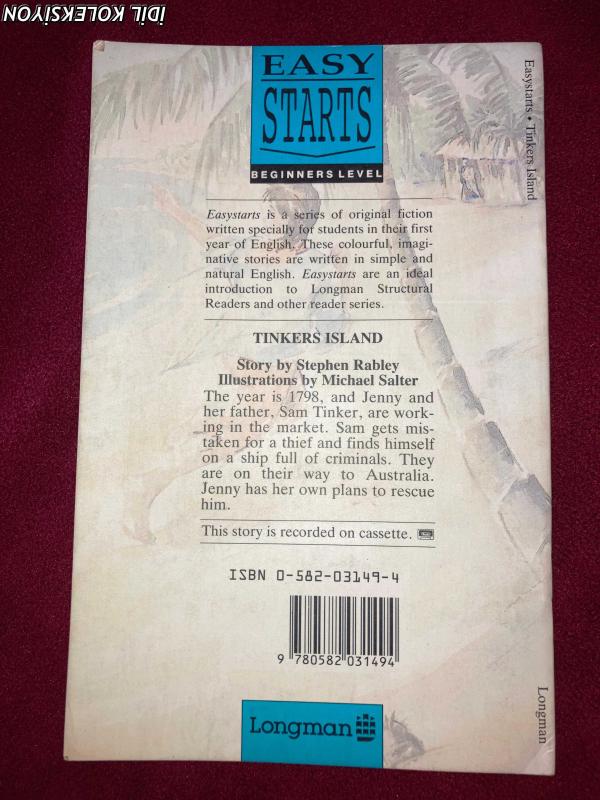 İDİL KOLEKSİYON
EASY
STARTS
BEGINNERS LEVEL
Easystarts is a series of original fiction
written specially for students in their first
year of English. These colourful, imagi-
native stories are written in simple and
natural English. Easystarts are an ideal
introduction to Longman Structural
Readers and other reader series.
TINKERS ISLAND
Story by Stephen Rabley
Illustrations by Michael Salter
The year is 1798, and Jenny and
her father, Sam Tinker, are work-
ing in the market. Sam gets mis-
taken for a thief and finds himself
on a ship full of criminals. They
are on their way to Australia.
Jenny has her own plans to rescue
him.
This story is recorded on cassette.
ISBN 0-582-03149-4
9 780582 031494
Longman
Easystarts • Tinkers Island
Longman